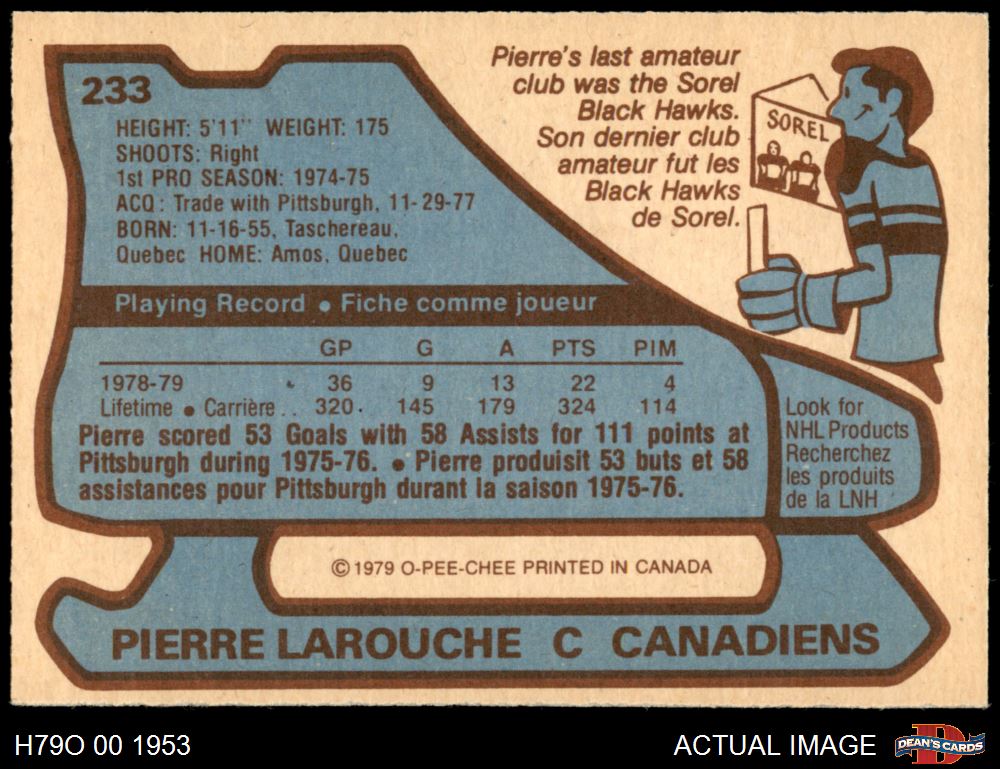 233
HEIGHT: 5'11" WEIGHT: 175
SHOOTS: Right
1st PRO SEASON: 1974-75
ACQ: Trade with Pittsburgh, 11-29-77
BORN: 11-16-55, Taschereau,
Quebec HOME: Amos, Quebec
Pierre's last amateur
club was the Sorel
Black Hawks.
Son dernier club
amateur fut les
Black Hawks
de Sorel.
SOREL
Playing Record • Fiche comme joueur
GP G A PTS PIM
1978-79 36 9 13 22 4
Lifetime • Carrière .. 320 145 179 324 114
Pierre scored 53 Goals with 58 Assists for 111 points at
Pittsburgh during 1975-76. • Pierre produisit 53 buts et 58
assistances pour Pittsburgh durant la saison 1975-76.
Look for
NHL Products
Recherchez
les produits
de la LNH
© 1979 O-PEE-CHEE PRINTED IN CANADA
PIERRE LAROUCHE C CANADIENS
H79O 00 1953
ACTUAL IMAGE
D
DEAN'S CARDS